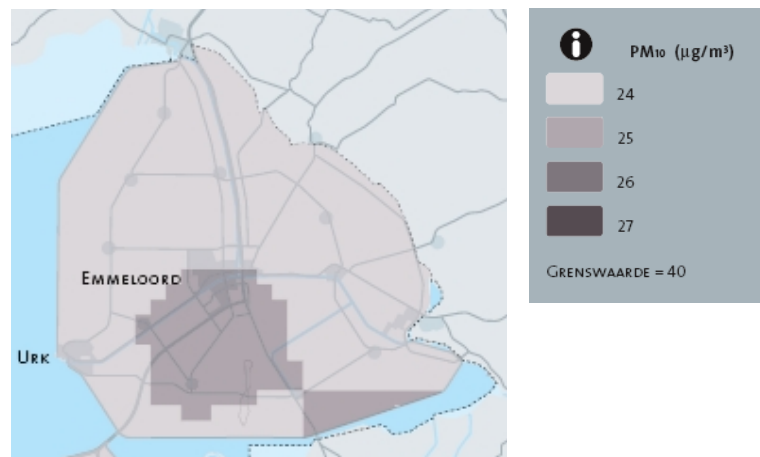 EMMELOORD
URK
i
PM₁₀ (µg/m³)
24
25
26
27
GRENSWAARDE = 40